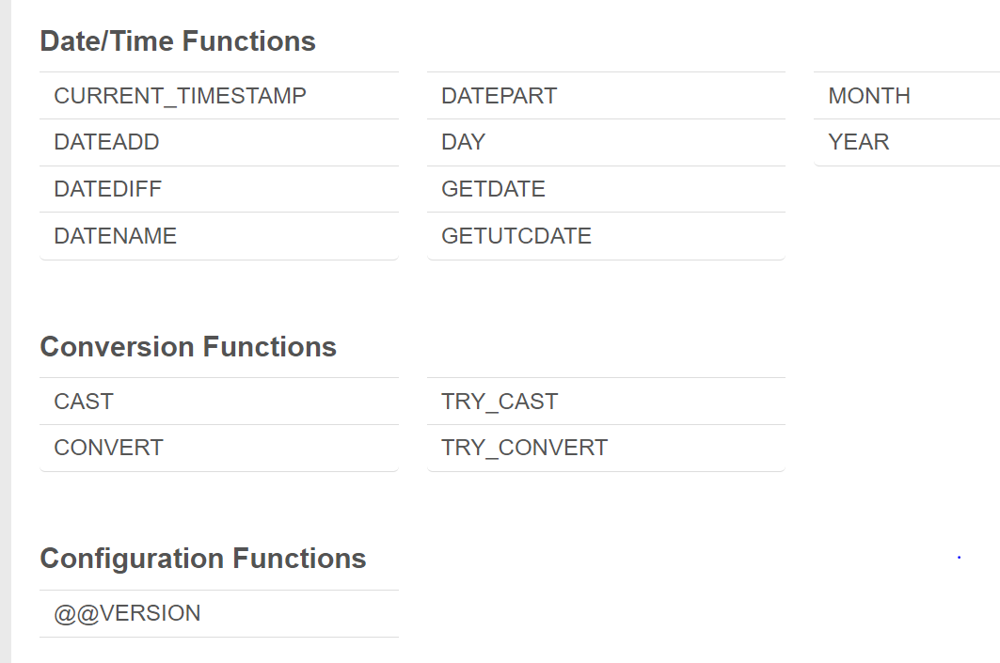 Date/Time Functions
CURRENT_TIMESTAMP
DATEADD
DATEDIFF
DATENAME
DATEPART
DAY
GETDATE
GETUTCDATE
MONTH
YEAR
Conversion Functions
CAST
CONVERT
TRY_CAST
TRY_CONVERT
Configuration Functions
@@VERSION